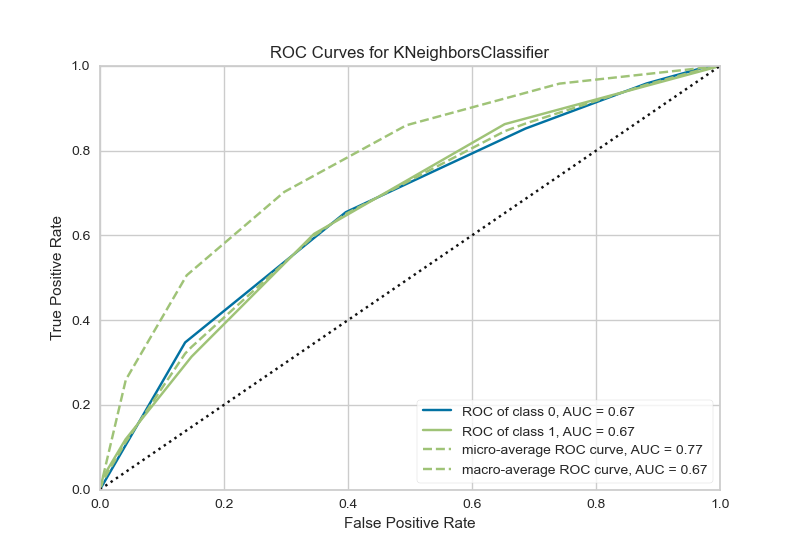 ROC Curves for KNeighborsClassifier
True Positive Rate
1.0
0.8
0.6
0.4
0.2
0.0
0.0 0.2 0.4 0.6 0.8 1.0
False Positive Rate
ROC of class 0, AUC = 0.67
ROC of class 1, AUC = 0.67
micro-average ROC curve, AUC = 0.77
macro-average ROC curve, AUC = 0.67